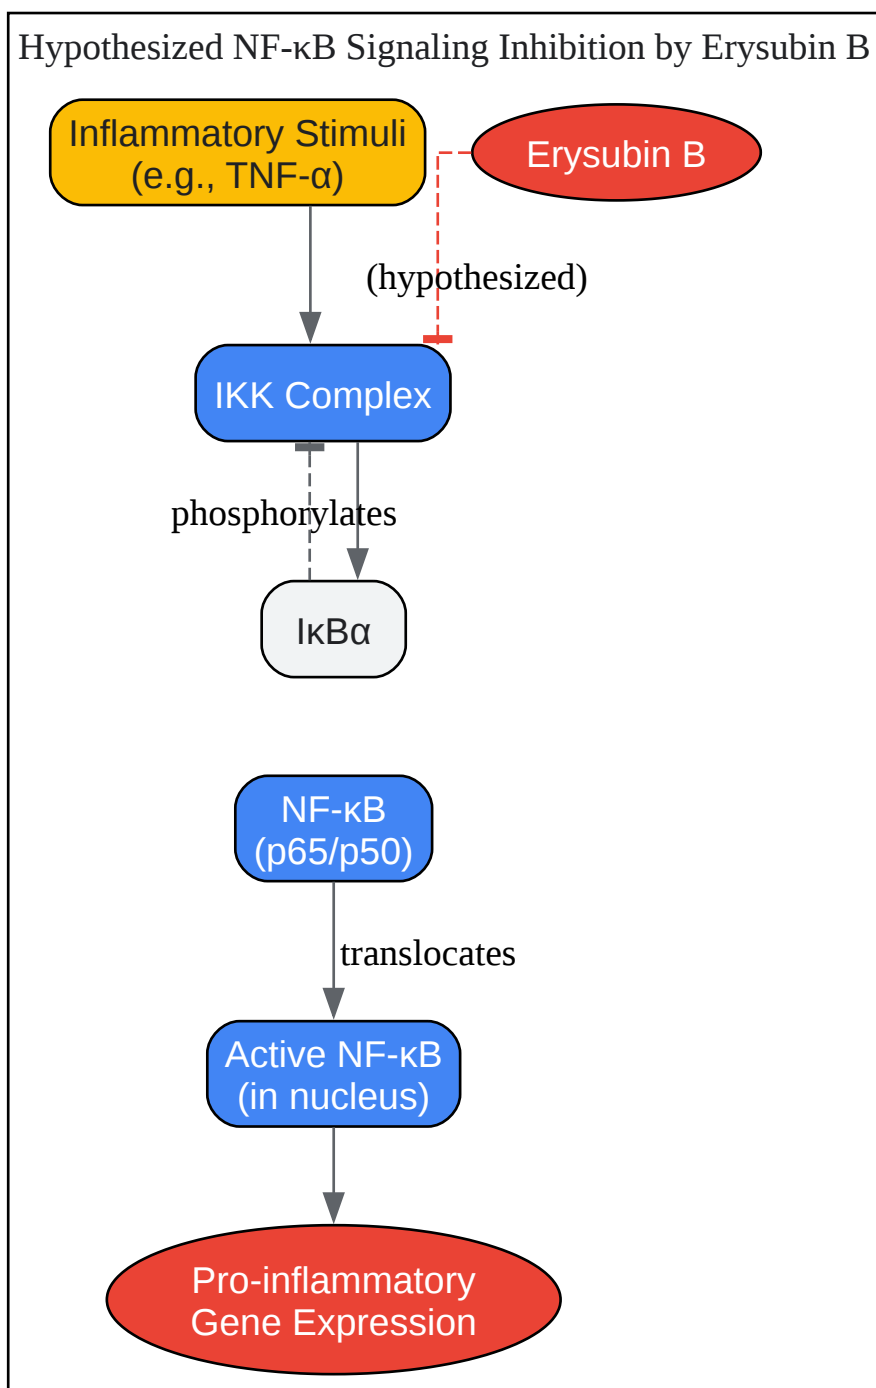 Hypothesized NF-κB Signaling Inhibition by Erysubin B
Inflammatory Stimuli
(e.g., TNF-α)
Erysubin B
(hypothesized)
IKK Complex
phosphorylates
IκBα
NF-κB
(p65/p50)
translocates
Active NF-κB
(in nucleus)
Pro-inflammatory
Gene Expression